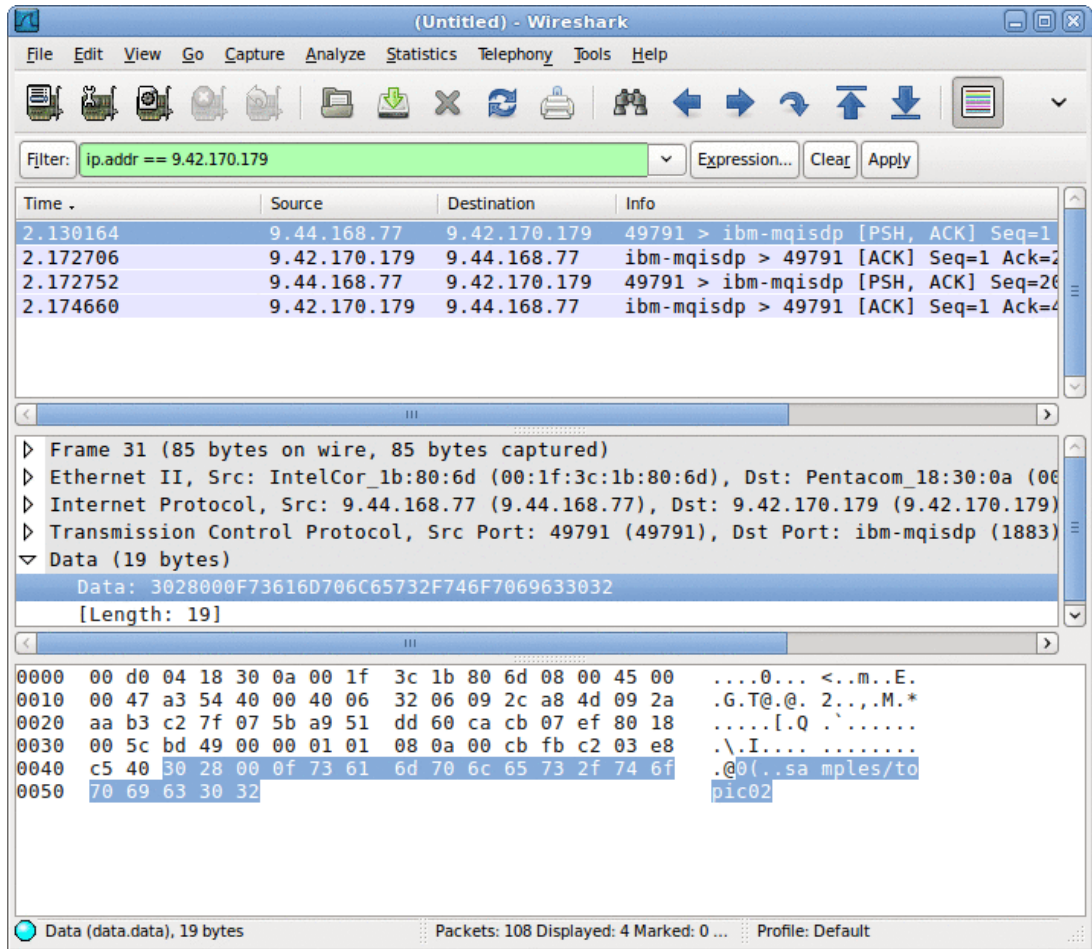 (Untitled) - Wireshark
File Edit View Go Capture Analyze Statistics Telephony Tools Help
Filter: ip.addr == 9.42.170.179 Expression... Clear Apply
Time Source Destination Info
2.130164 9.44.168.77 9.42.170.179 49791 > ibm-mqisdp [PSH, ACK] Seq=1
2.172706 9.42.170.179 9.44.168.77 ibm-mqisdp > 49791 [ACK] Seq=1 Ack=2
2.172752 9.44.168.77 9.42.170.179 49791 > ibm-mqisdp [PSH, ACK] Seq=20
2.174660 9.42.170.179 9.44.168.77 ibm-mqisdp > 49791 [ACK] Seq=1 Ack=4
Frame 31 (85 bytes on wire, 85 bytes captured)
Ethernet II, Src: IntelCor_1b:80:6d (00:1f:3c:1b:80:6d), Dst: Pentacom_18:30:0a (00
Internet Protocol, Src: 9.44.168.77 (9.44.168.77), Dst: 9.42.170.179 (9.42.170.179)
Transmission Control Protocol, Src Port: 49791 (49791), Dst Port: ibm-mqisdp (1883)
Data (19 bytes)
Data: 3028000F73616D706C65732F746F7069633032
[Length: 19]
0000 00 d0 04 18 30 0a 00 1f 3c 1b 80 6d 08 00 45 00 ....0... <..m..E.
0010 00 47 a3 54 40 00 40 06 32 06 09 2c a8 4d 09 2a .G.T@.@. 2..,.M.*
0020 aa b3 c2 7f 07 5b a9 51 dd 60 ca cb 07 ef 80 18 .....[.Q .`......
0030 00 5c bd 49 00 00 01 01 08 0a 00 cb fb c2 03 e8 .\.I.... ........
0040 c5 40 30 28 00 0f 73 61 6d 70 6c 65 73 2f 74 6f .@0(..sa mples/to
0050 70 69 63 30 32 pic02
Data (data.data), 19 bytes Packets: 108 Displayed: 4 Marked: 0 ... Profile: Default